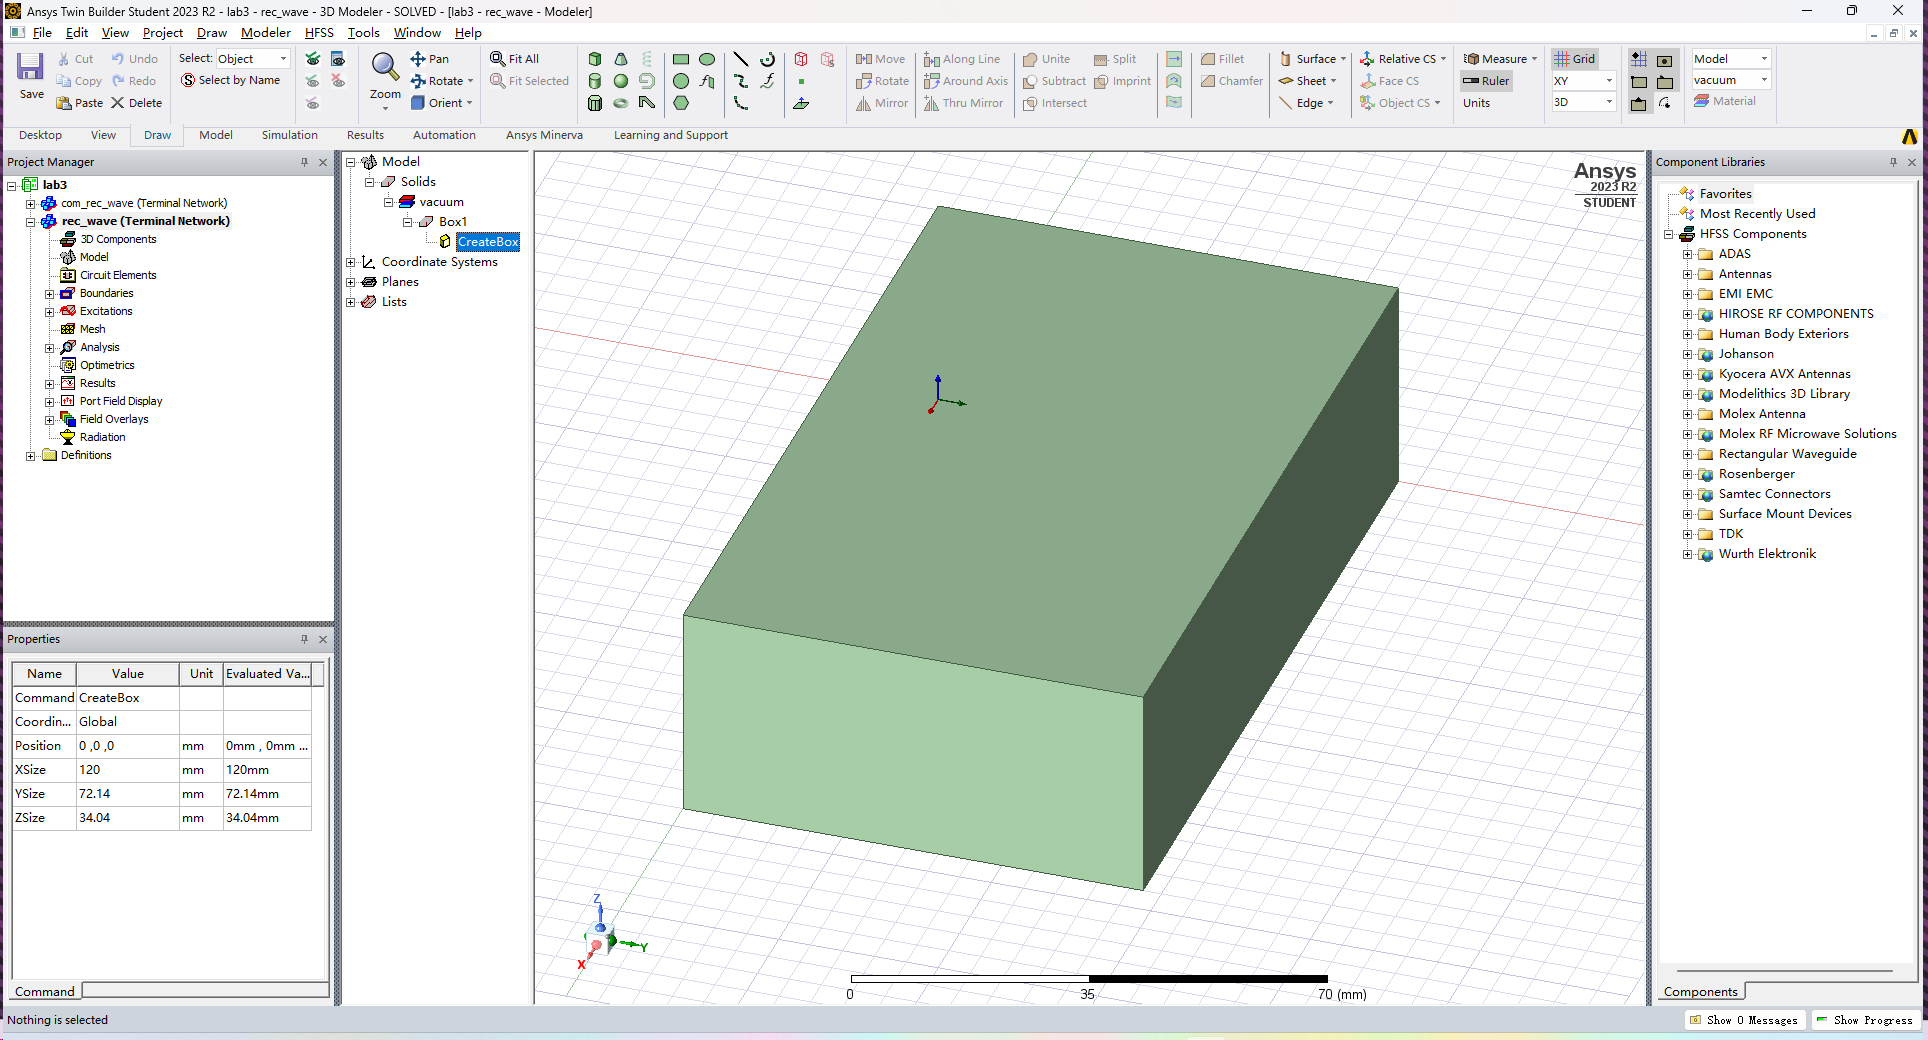 Ansys Twin Builder Student 2023 R2 - lab3 - rec_wave - 3D Modeler - SOLVED - [lab3 - rec_wave - Modeler]
File Edit View Project Draw Modeler HFSS Tools Window Help
Save
Cut
Copy
Paste
Undo
Redo
Delete
Select: Object
Select by Name
Zoom
Pan
Rotate
Orient
Fit All
Fit Selected
Move
Rotate
Mirror
Along Line
Around Axis
Thru Mirror
Unite
Subtract
Intersect
Split
Imprint
Fillet
Chamfer
Surface
Sheet
Edge
Relative CS
Face CS
Object CS
Measure
Ruler
Units
Grid
XY
3D
Model
vacuum
Material
Desktop View Draw Model Simulation Results Automation Ansys Minerva Learning and Support
Project Manager
lab3
com_rec_wave (Terminal Network)
rec_wave (Terminal Network)
3D Components
Model
Circuit Elements
Boundaries
Excitations
Mesh
Analysis
Optimetrics
Results
Port Field Display
Field Overlays
Radiation
Definitions
Properties
Name Value Unit Evaluated Va...
Command CreateBox
Coordin... Global
Position 0 ,0 ,0 mm 0mm , 0mm ...
XSize 120 mm 120mm
YSize 72.14 mm 72.14mm
ZSize 34.04 mm 34.04mm
Command
Model
Solids
vacuum
Box1
CreateBox
Coordinate Systems
Planes
Lists
Ansys
2023 R2
STUDENT
Z
Y
X
0 35 70 (mm)
Component Libraries
Favorites
Most Recently Used
HFSS Components
ADAS
Antennas
EMI EMC
HIROSE RF COMPONENTS
Human Body Exteriors
Johanson
Kyocera AVX Antennas
Modelithics 3D Library
Molex Antenna
Molex RF Microwave Solutions
Rectangular Waveguide
Rosenberger
Samtec Connectors
Surface Mount Devices
TDK
Wurth Elektronik
Components
Nothing is selected
Show 0 Messages
Show Progress